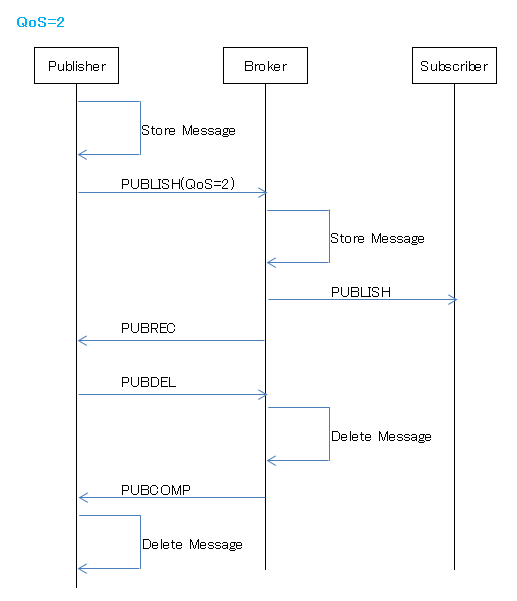 QoS=2
Publisher
Broker
Subscriber
Store Message
PUBLISH(QoS=2)
Store Message
PUBLISH
PUBREC
PUBDEL
Delete Message
PUBCOMP
Delete Message